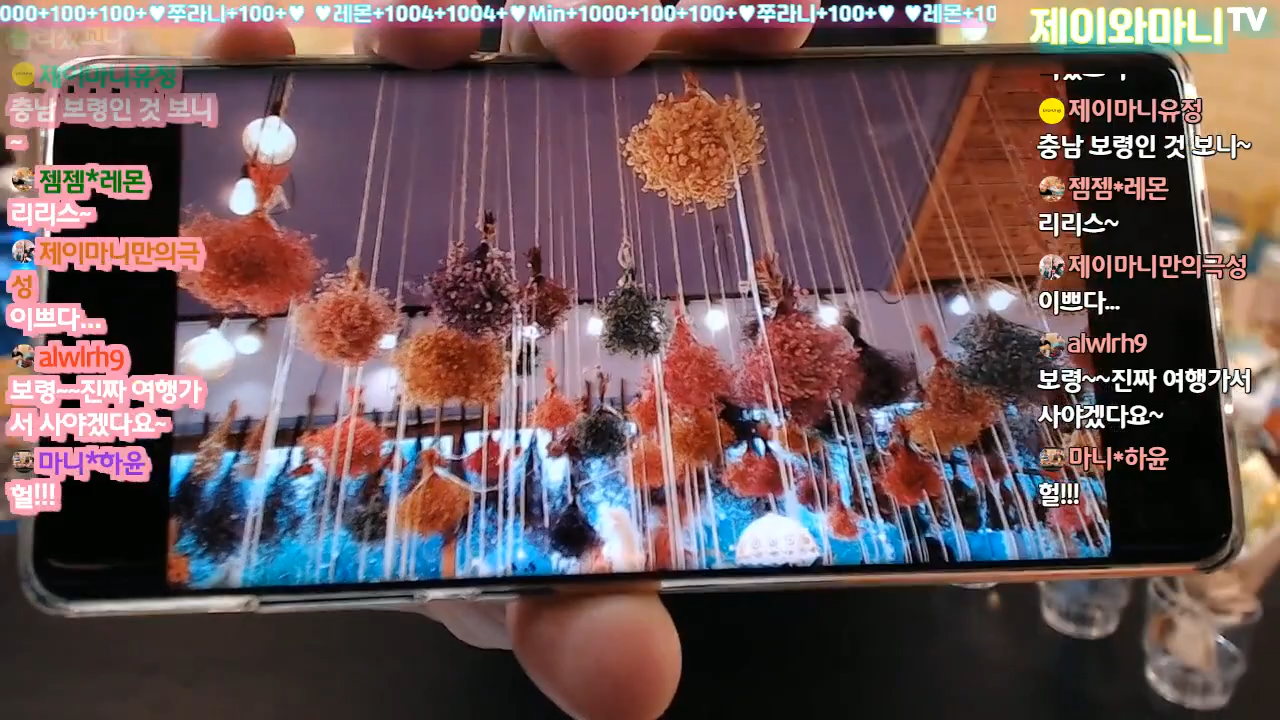 000+100+100+♥쭈라니+100+♥ ♥레몬+1004+1004+♥Min+1000+100+100+♥쭈라니+100+♥ ♥레몬+10
제이와마니TV
제이마니유정
충남 보령인 것 보니
~
젬젬*레몬
리리스~
제이마니만의극
성
이쁘다...
alwlrh9
보령~~진짜 여행가
서 사야겠다요~
마니*하윤
헐!!!
제이마니유정
충남 보령인 것 보니~
젬젬*레몬
리리스~
제이마니만의극성
이쁘다...
alwlrh9
보령~~진짜 여행가서
사야겠다요~
마니*하윤
헐!!!